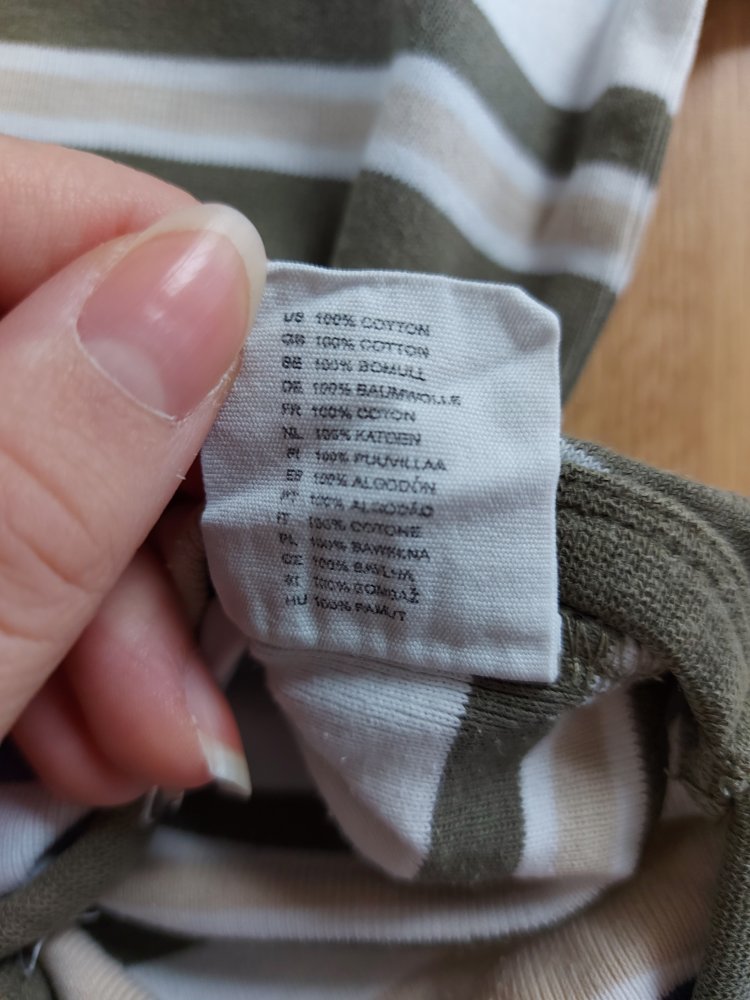 US 100% COTTON
GB 100% COTTON
SE 100% BOMULL
DE 100% BAUMWOLLE
FR 100% COTON
NL 100% KATOEN
FI 100% PUUVILLAA
ES 100% ALGODÓN
PT 100% ALGODÃO
IT 100% COTONE
PL 100% BAWEŁNA
CZ 100% BAVLNA
SI 100% BOMBAŽ
HU 100% PAMUT